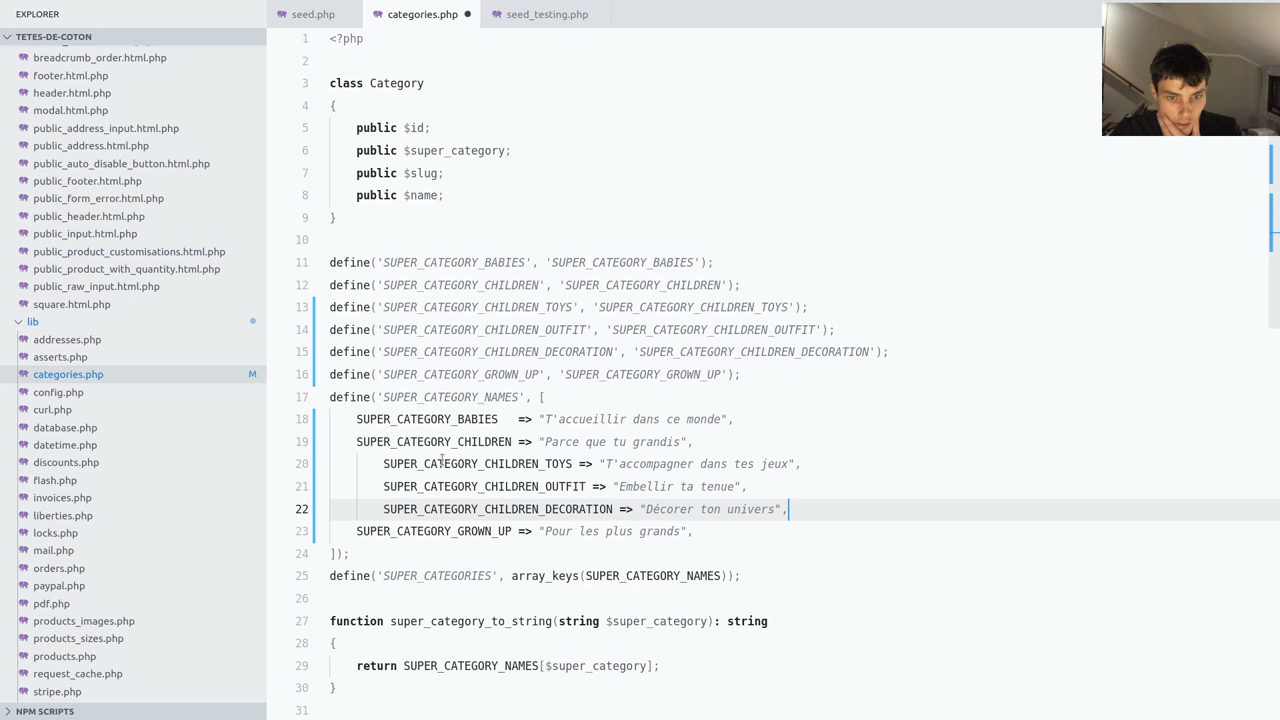 EXPLORER
TETES-DE-COTON
breadcrumb_order.html.php
footer.html.php
header.html.php
modal.html.php
public_address_input.html.php
public_address.html.php
public_auto_disable_button.html.php
public_footer.html.php
public_form_error.html.php
public_header.html.php
public_input.html.php
public_product_customisations.html.php
public_product_with_quantity.html.php
public_raw_input.html.php
square.html.php
lib
addresses.php
asserts.php
categories.php M
config.php
curl.php
database.php
datetime.php
discounts.php
flash.php
invoices.php
liberties.php
locks.php
mail.php
orders.php
paypal.php
pdf.php
products_images.php
products_sizes.php
products.php
request_cache.php
stripe.php
NPM SCRIPTS
seed.php categories.php seed_testing.php
1 <?php
2
3 class Category
4 {
5 public $id;
6 public $super_category;
7 public $slug;
8 public $name;
9 }
10
11 define('SUPER_CATEGORY_BABIES', 'SUPER_CATEGORY_BABIES');
12 define('SUPER_CATEGORY_CHILDREN', 'SUPER_CATEGORY_CHILDREN');
13 define('SUPER_CATEGORY_CHILDREN_TOYS', 'SUPER_CATEGORY_CHILDREN_TOYS');
14 define('SUPER_CATEGORY_CHILDREN_OUTFIT', 'SUPER_CATEGORY_CHILDREN_OUTFIT');
15 define('SUPER_CATEGORY_CHILDREN_DECORATION', 'SUPER_CATEGORY_CHILDREN_DECORATION');
16 define('SUPER_CATEGORY_GROWN_UP', 'SUPER_CATEGORY_GROWN_UP');
17 define('SUPER_CATEGORY_NAMES', [
18 SUPER_CATEGORY_BABIES => "T'accueillir dans ce monde",
19 SUPER_CATEGORY_CHILDREN => "Parce que tu grandis",
20 SUPER_CATEGORY_CHILDREN_TOYS => "T'accompagner dans tes jeux",
21 SUPER_CATEGORY_CHILDREN_OUTFIT => "Embellir ta tenue",
22 SUPER_CATEGORY_CHILDREN_DECORATION => "Décorer ton univers",
23 SUPER_CATEGORY_GROWN_UP => "Pour les plus grands",
24 ]);
25 define('SUPER_CATEGORIES', array_keys(SUPER_CATEGORY_NAMES));
26
27 function super_category_to_string(string $super_category): string
28 {
29 return SUPER_CATEGORY_NAMES[$super_category];
30 }
31